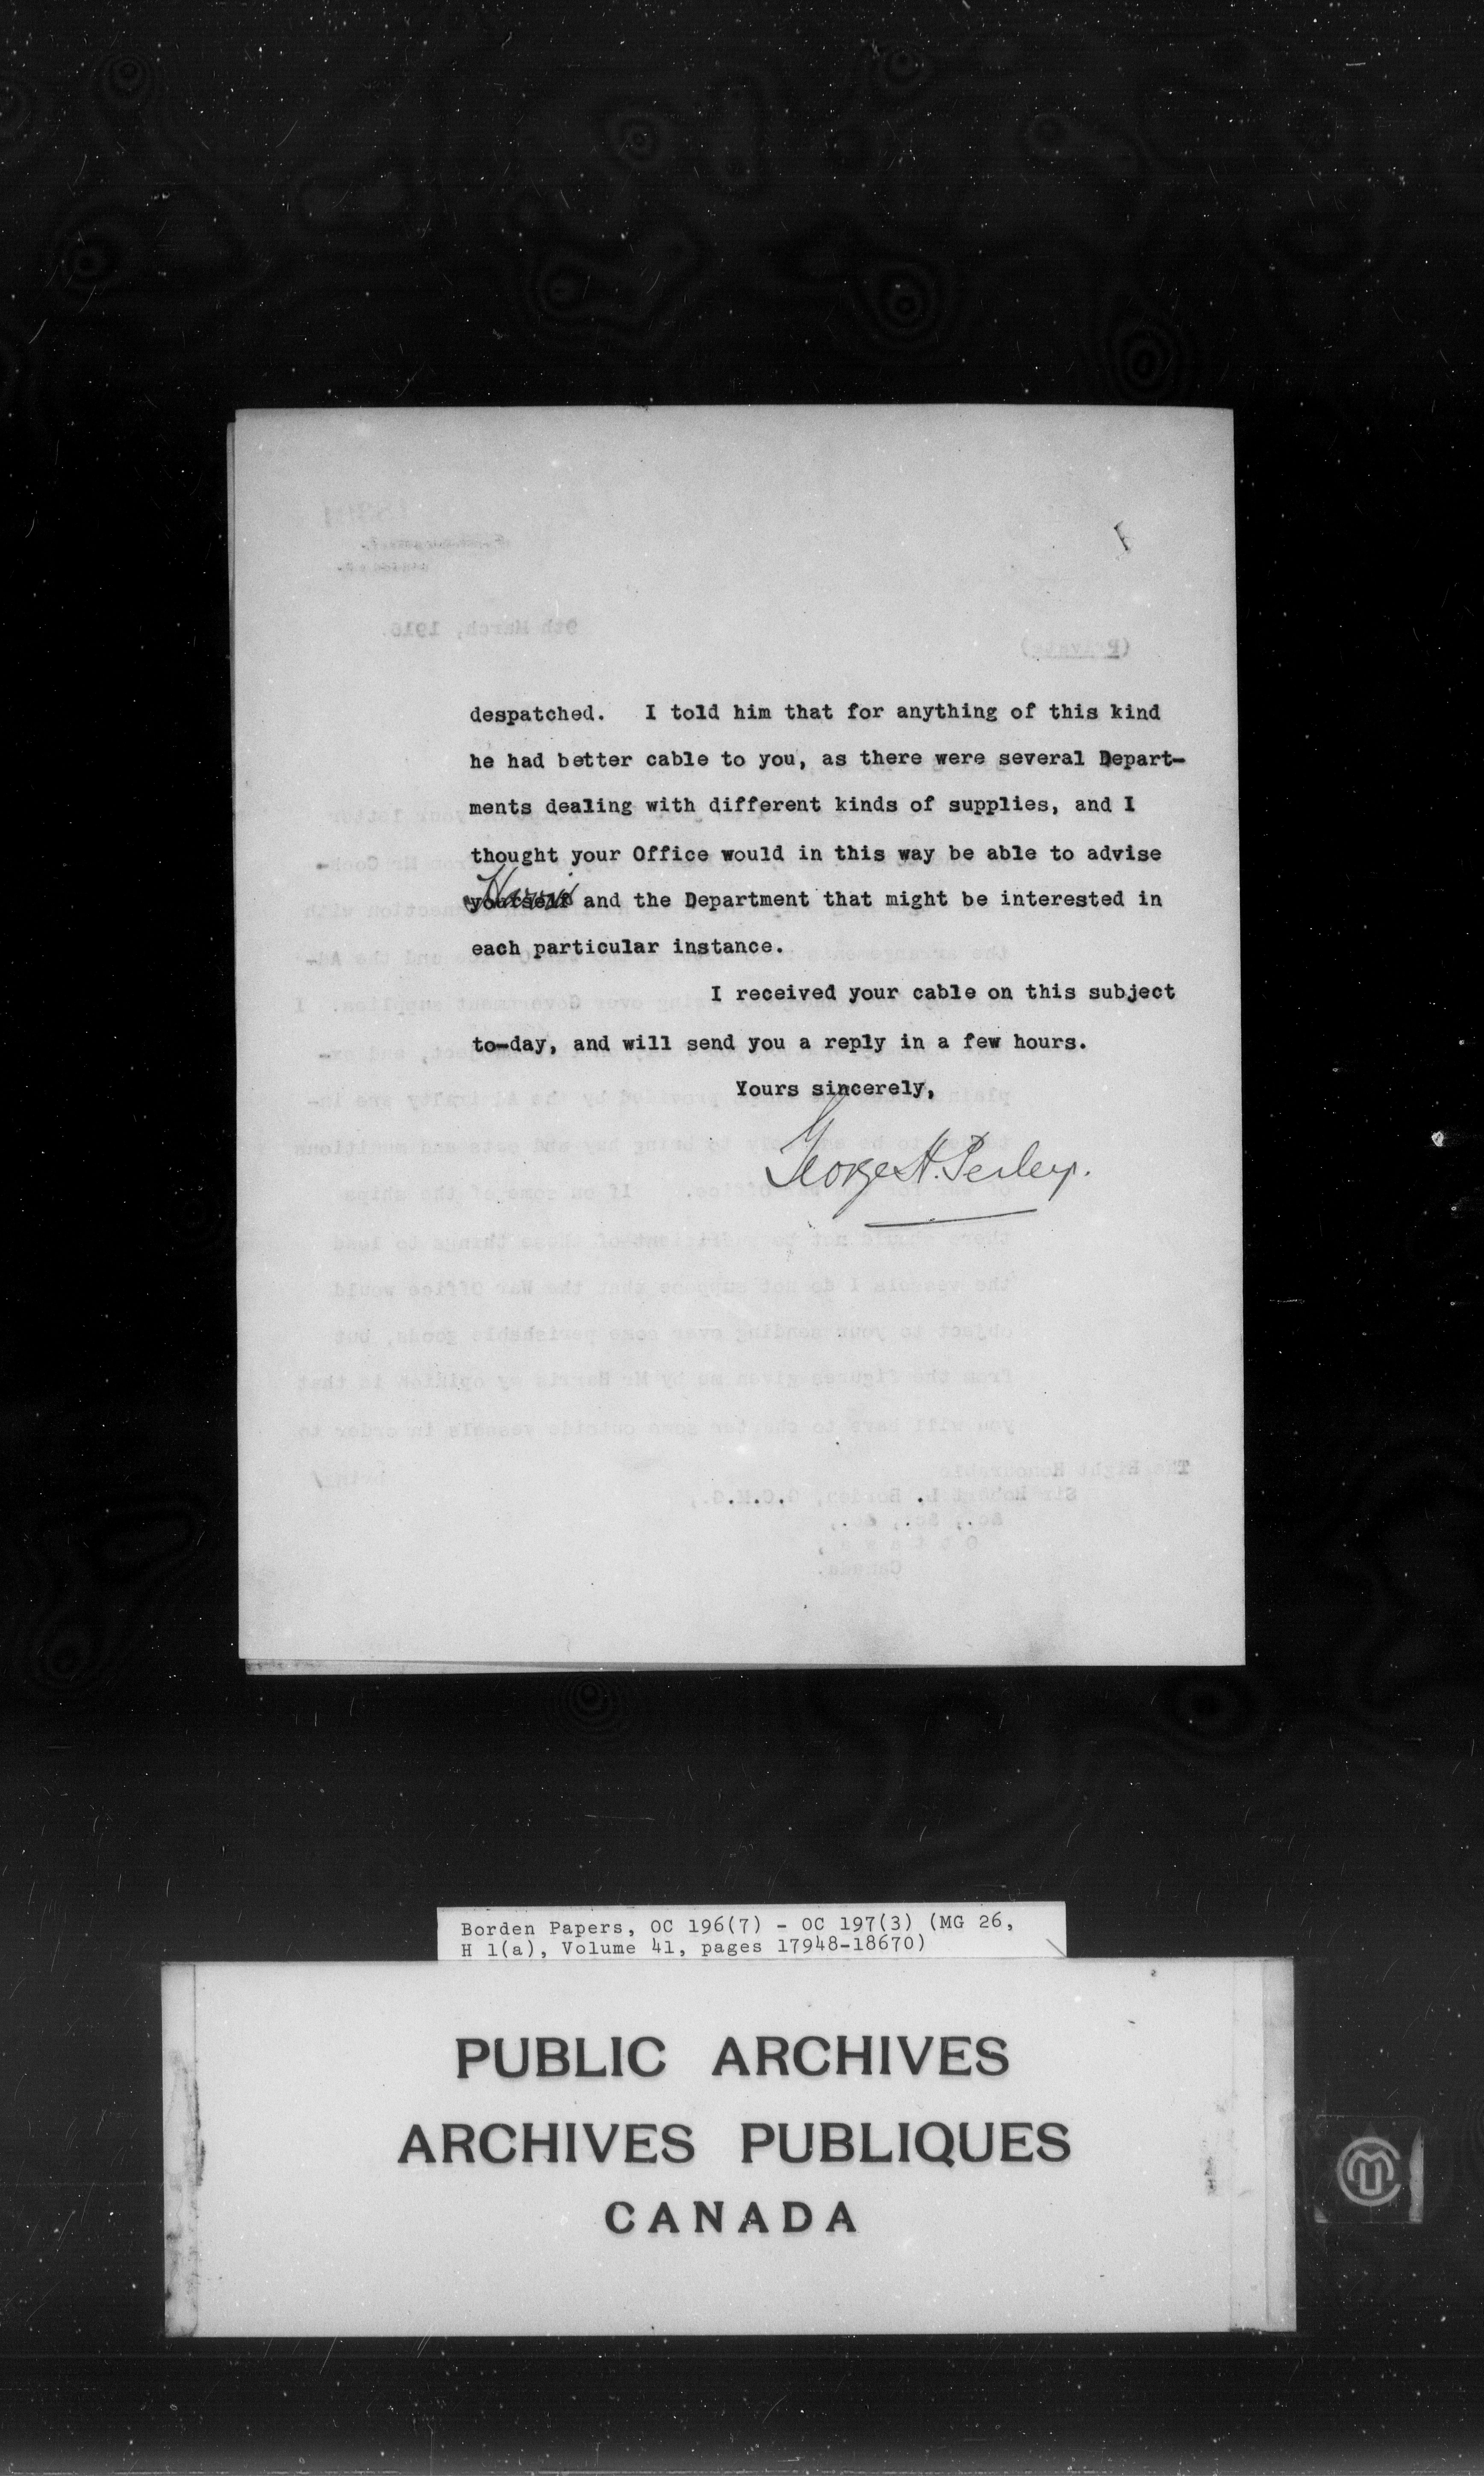 despatched. I told him that for anything of this kind
he had better cable to you, as there were several Depart-
ments dealing with different kinds of supplies, and I
thought your Office would in this way be able to advise
Harris
yourself and the Department that might be interested in
each particular instance.
I received your cable on this subject
to-day, and will send you a reply in a few hours.
Yours sincerely,
George H. Perley.
Borden Papers, OC 196(7) - OC 197(3) (MG 26,
H 1(a), Volume 41, pages 17948-18670)
PUBLIC ARCHIVES
ARCHIVES PUBLIQUES
CANADA